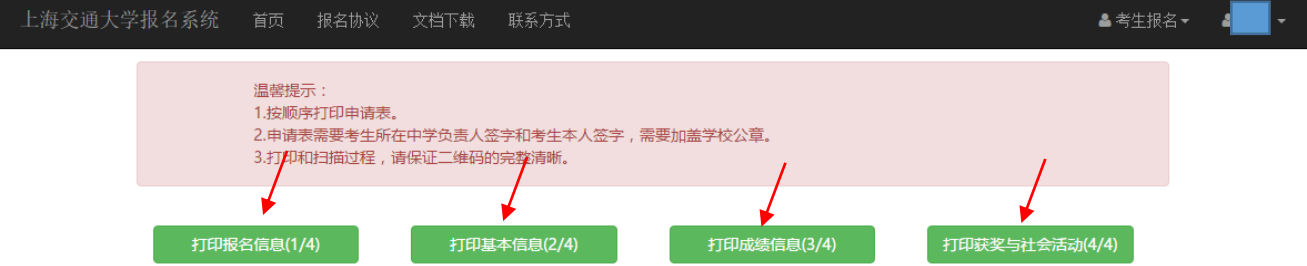 上海交通大学报名系统 首页 报名协议 文档下载 联系方式 考生报名
温馨提示：
1.按顺序打印申请表。
2.申请表需要考生所在中学负责人签字和考生本人签字，需要加盖学校公章。
3.打印和扫描过程，请保证二维码的完整清晰。
打印报名信息(1/4) 打印基本信息(2/4) 打印成绩信息(3/4) 打印获奖与社会活动(4/4)